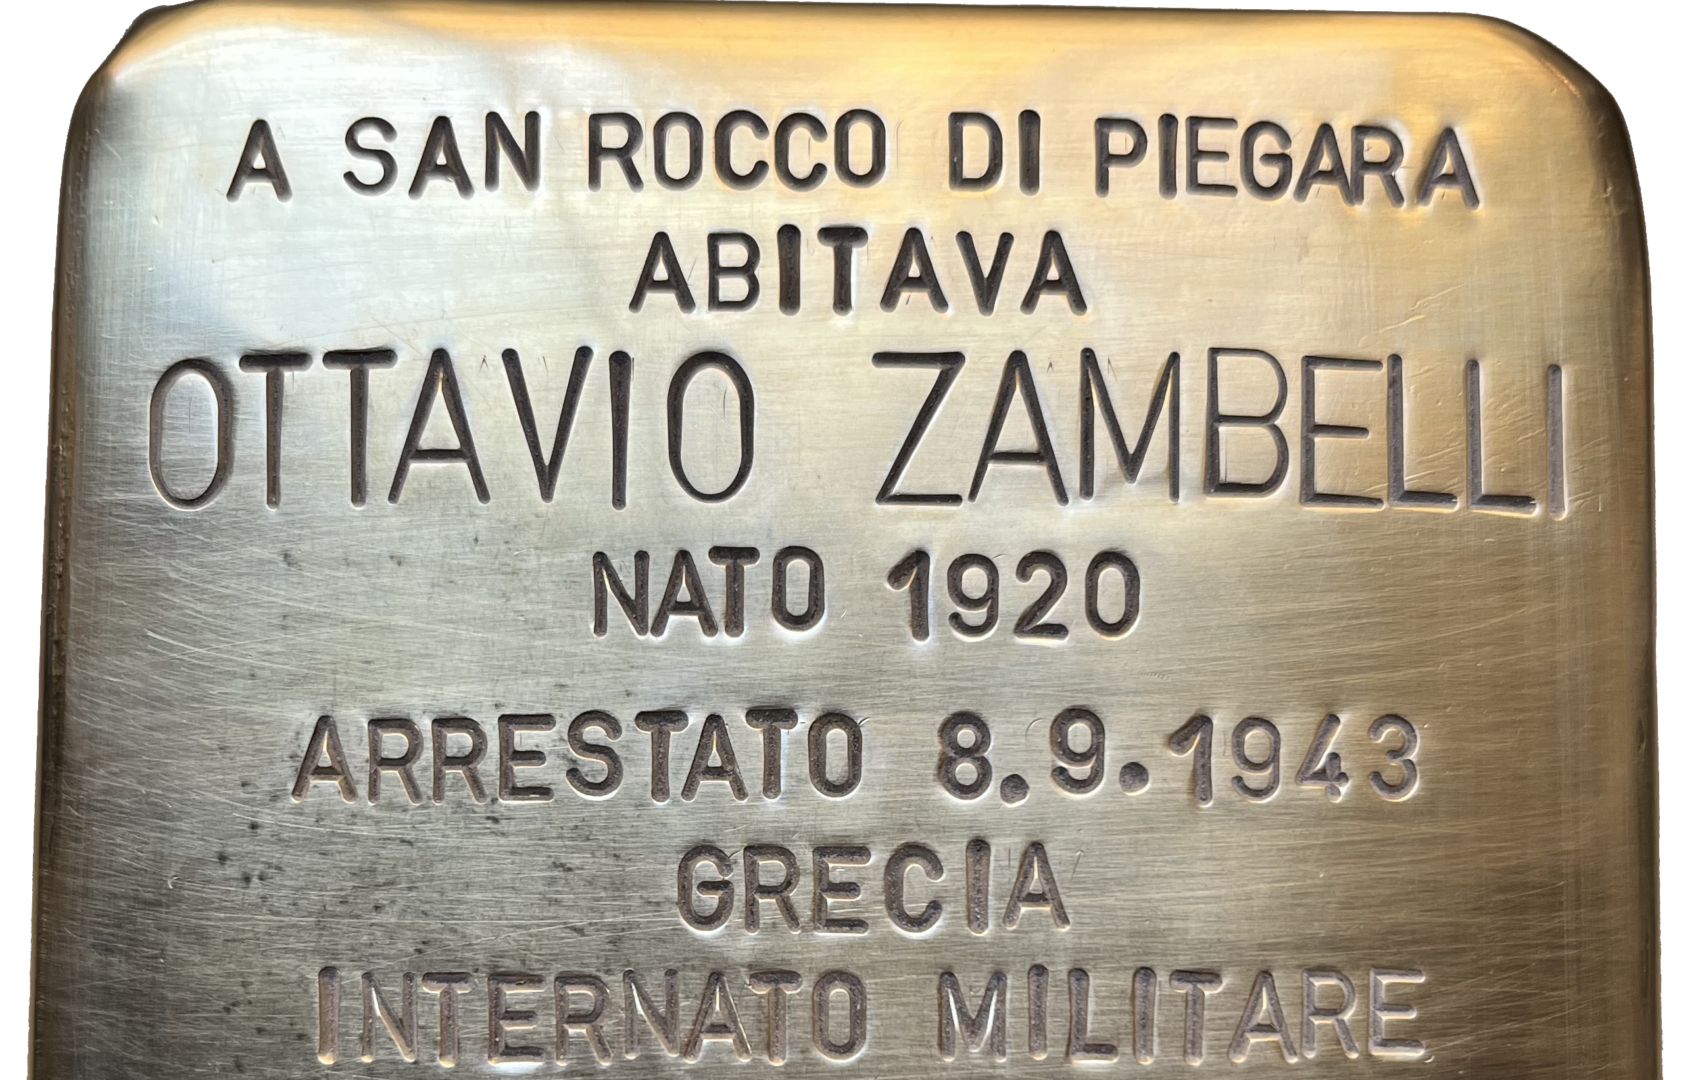 A SAN ROCCO DI PIEGARA
ABITAVA
OTTAVIO ZAMBELLI
NATO 1920
ARRESTATO 8.9.1943
GRECIA
INTERNATO MILITARE